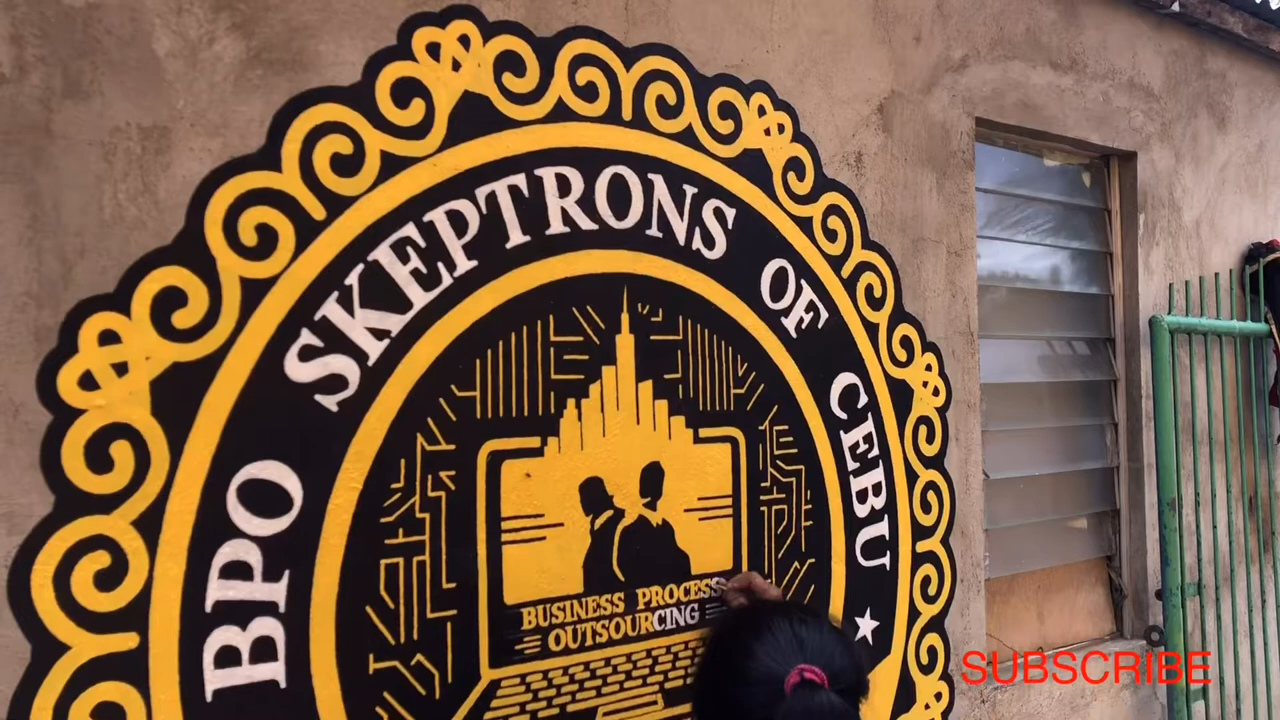 BPO SKEPTRONS OF CEBU
BUSINESS PROCESS
OUTSOURCING
SUBSCRIBE